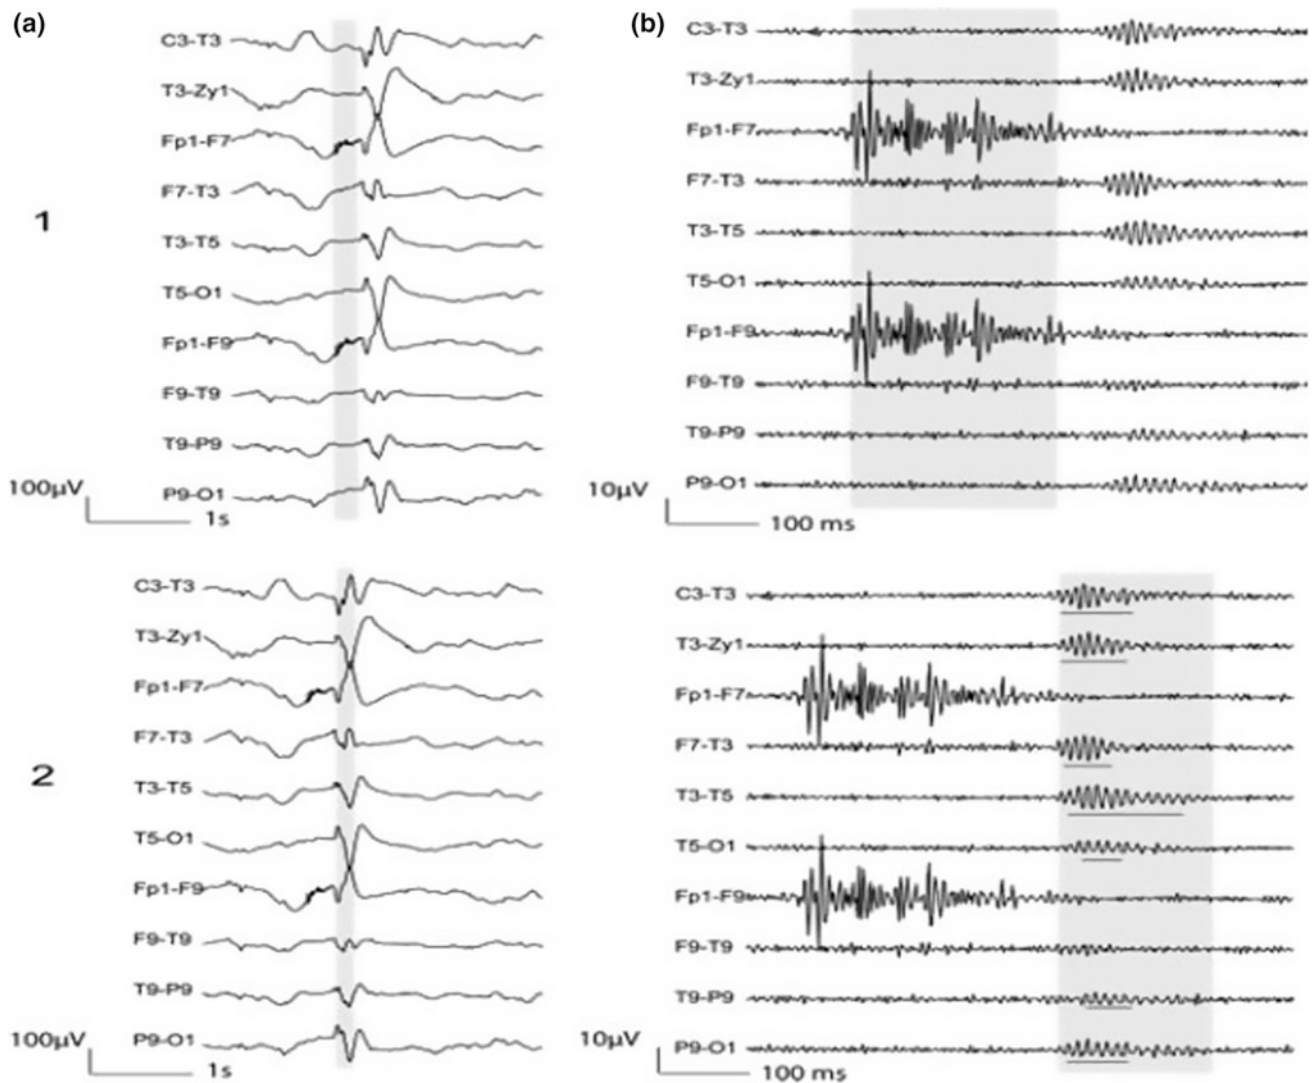 (a)
C3-T3
T3-Zy1
Fp1-F7
F7-T3
1
T3-T5
T5-O1
Fp1-F9
F9-T9
T9-P9
P9-O1
100µV
1s
(b)
C3-T3
T3-Zy1
Fp1-F7
F7-T3
T3-T5
T5-O1
Fp1-F9
F9-T9
T9-P9
P9-O1
10µV
100 ms
C3-T3
T3-Zy1
Fp1-F7
F7-T3
2
T3-T5
T5-O1
Fp1-F9
F9-T9
T9-P9
P9-O1
100µV
1s
C3-T3
T3-Zy1
Fp1-F7
F7-T3
T3-T5
T5-O1
Fp1-F9
F9-T9
T9-P9
P9-O1
10µV
100 ms